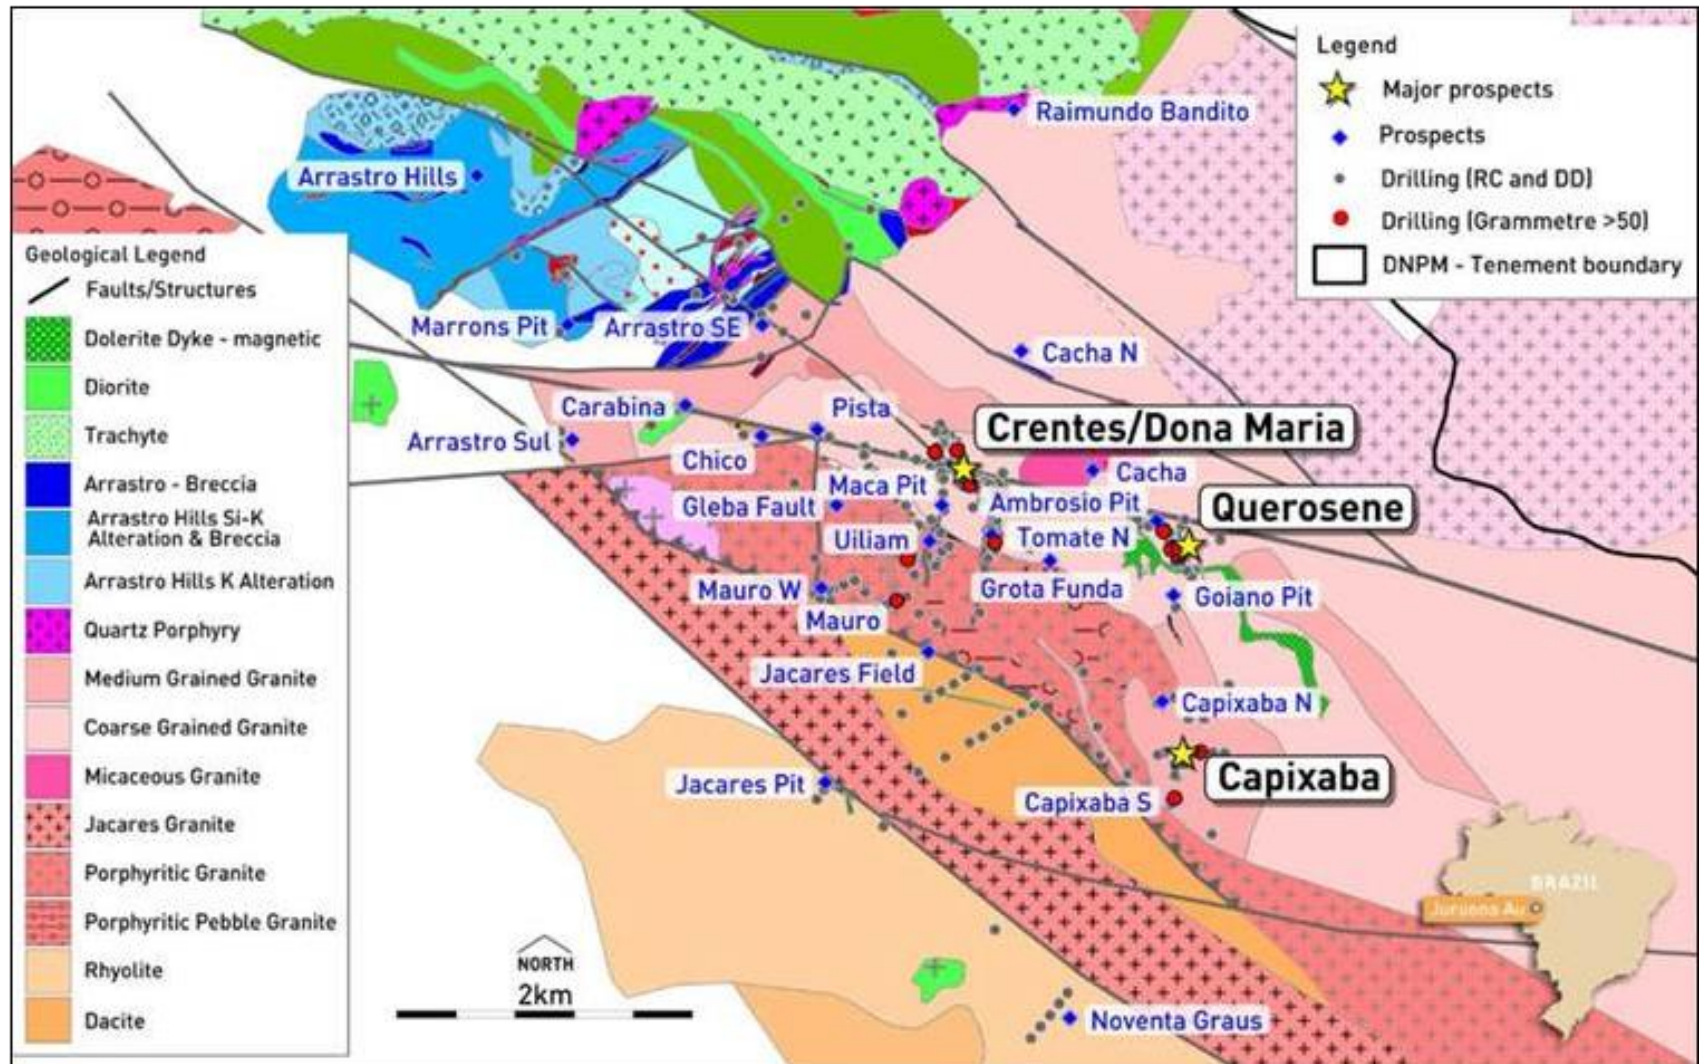 Legend
Major prospects
Prospects
Drilling (RC and DD)
Drilling (Grammetre >50)
DNPM - Tenement boundary
Geological Legend
Faults/Structures
Dolerite Dyke - magnetic
Diorite
Trachyte
Arrastro - Breccia
Arrastro Hills Si-K
Alteration & Breccia
Arrastro Hills K Alteration
Quartz Porphyry
Medium Grained Granite
Coarse Grained Granite
Micaceous Granite
Jacares Granite
Porphyritic Granite
Porphyritic Pebble Granite
Rhyolite
Dacite
Raimundo Bandito
Arrastro Hills
Marrons Pit
Arrastro SE
Cacha N
Carabina
Pista
Arrastro Sul
Crentes/Dona Maria
Chico
Cacha
Maca Pit
Gleba Fault
Ambrosio Pit
Querosene
Uiliam
Tomate N
Mauro W
Grota Funda
Goiano Pit
Mauro
Jacares Field
Capixaba N
Jacares Pit
Capixaba
Capixaba S
BRAZIL
Juruena Au
NORTH
2km
Noventa Graus